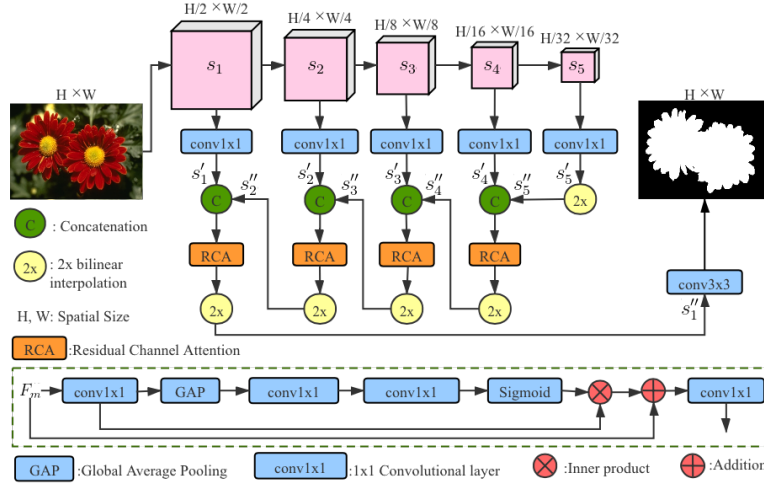 H/2 ×W/2
H/4 ×W/4
H/8 ×W/8
H/16 ×W/16
H/32 ×W/32
s1
s2
s3
s4
s5
H ×W
H ×W
conv1x1
conv1x1
conv1x1
conv1x1
conv1x1
s′1
s″2
s′2
s″3
s′3
s″4
s′4
s″5
s′5
C
C
C
C
2x
C : Concatenation
RCA
RCA
RCA
RCA
2x : 2x bilinear
interpolation
conv3x3
2x
2x
2x
2x
s″1
H, W: Spatial Size
RCA :Residual Channel Attention
Fm
conv1x1
GAP
conv1x1
conv1x1
Sigmoid
conv1x1
GAP :Global Average Pooling
conv1x1 :1x1 Convolutional layer
:Inner product
:Addition